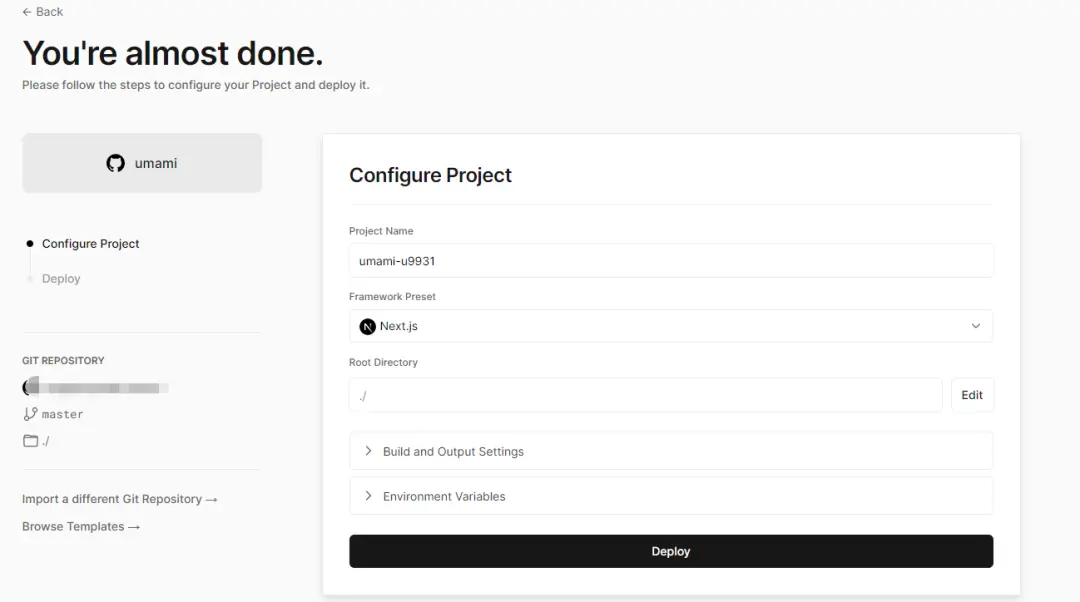 ← Back
You're almost done.
Please follow the steps to configure your Project and deploy it.
umami
Configure Project
Deploy
GIT REPOSITORY
master
./
Import a different Git Repository →
Browse Templates →
Configure Project
Project Name
umami-u9931
Framework Preset
N Next.js
Root Directory
./
Edit
Build and Output Settings
Environment Variables
Deploy